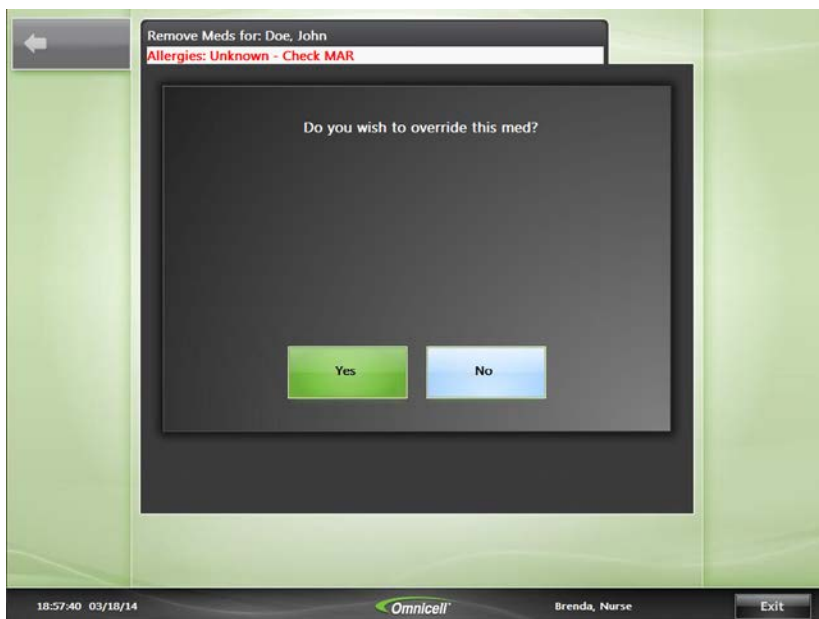 Remove Meds for: Doe, John
Allergies: Unknown - Check MAR
Do you wish to override this med?
Yes No
18:57:40 03/18/14 Omnicell Brenda, Nurse Exit